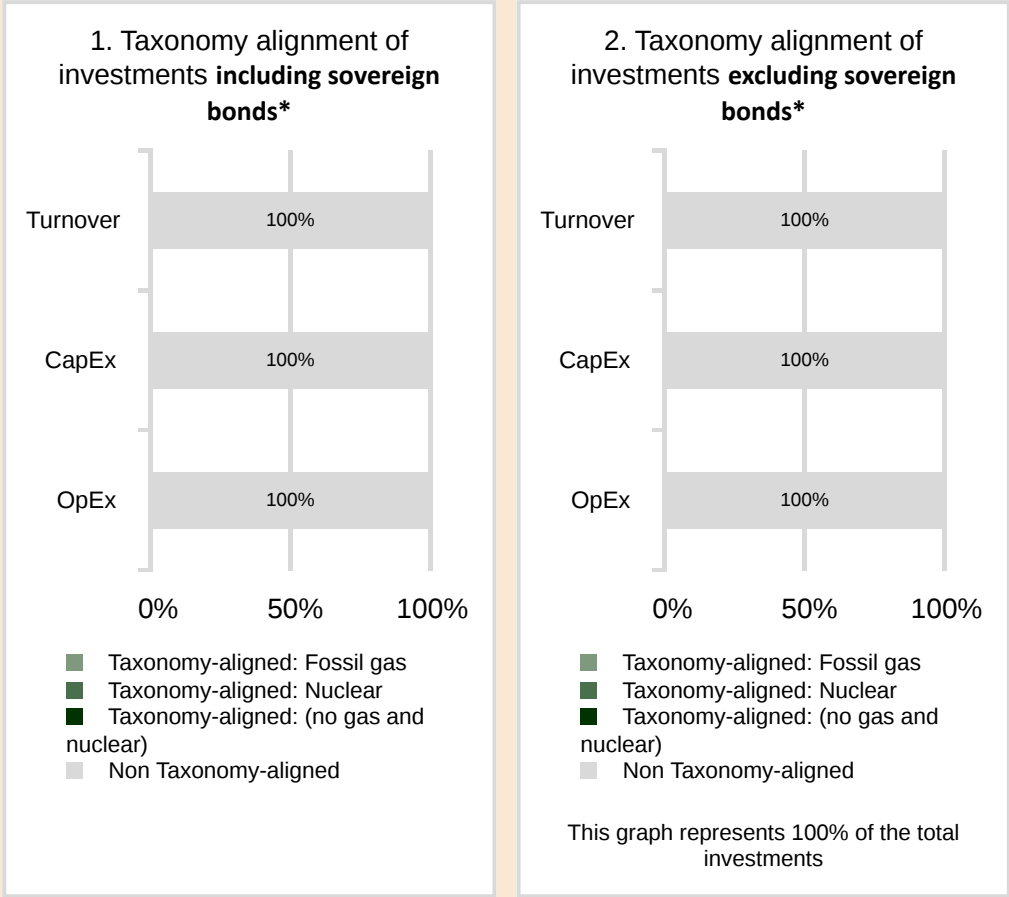 1. Taxonomy alignment of
investments including sovereign
bonds*
Turnover
100%
CapEx
100%
OpEx
100%
0% 50% 100%
Taxonomy-aligned: Fossil gas
Taxonomy-aligned: Nuclear
Taxonomy-aligned: (no gas and
nuclear)
Non Taxonomy-aligned
2. Taxonomy alignment of
investments excluding sovereign
bonds*
Turnover
100%
CapEx
100%
OpEx
100%
0% 50% 100%
Taxonomy-aligned: Fossil gas
Taxonomy-aligned: Nuclear
Taxonomy-aligned: (no gas and
nuclear)
Non Taxonomy-aligned
This graph represents 100% of the total
investments